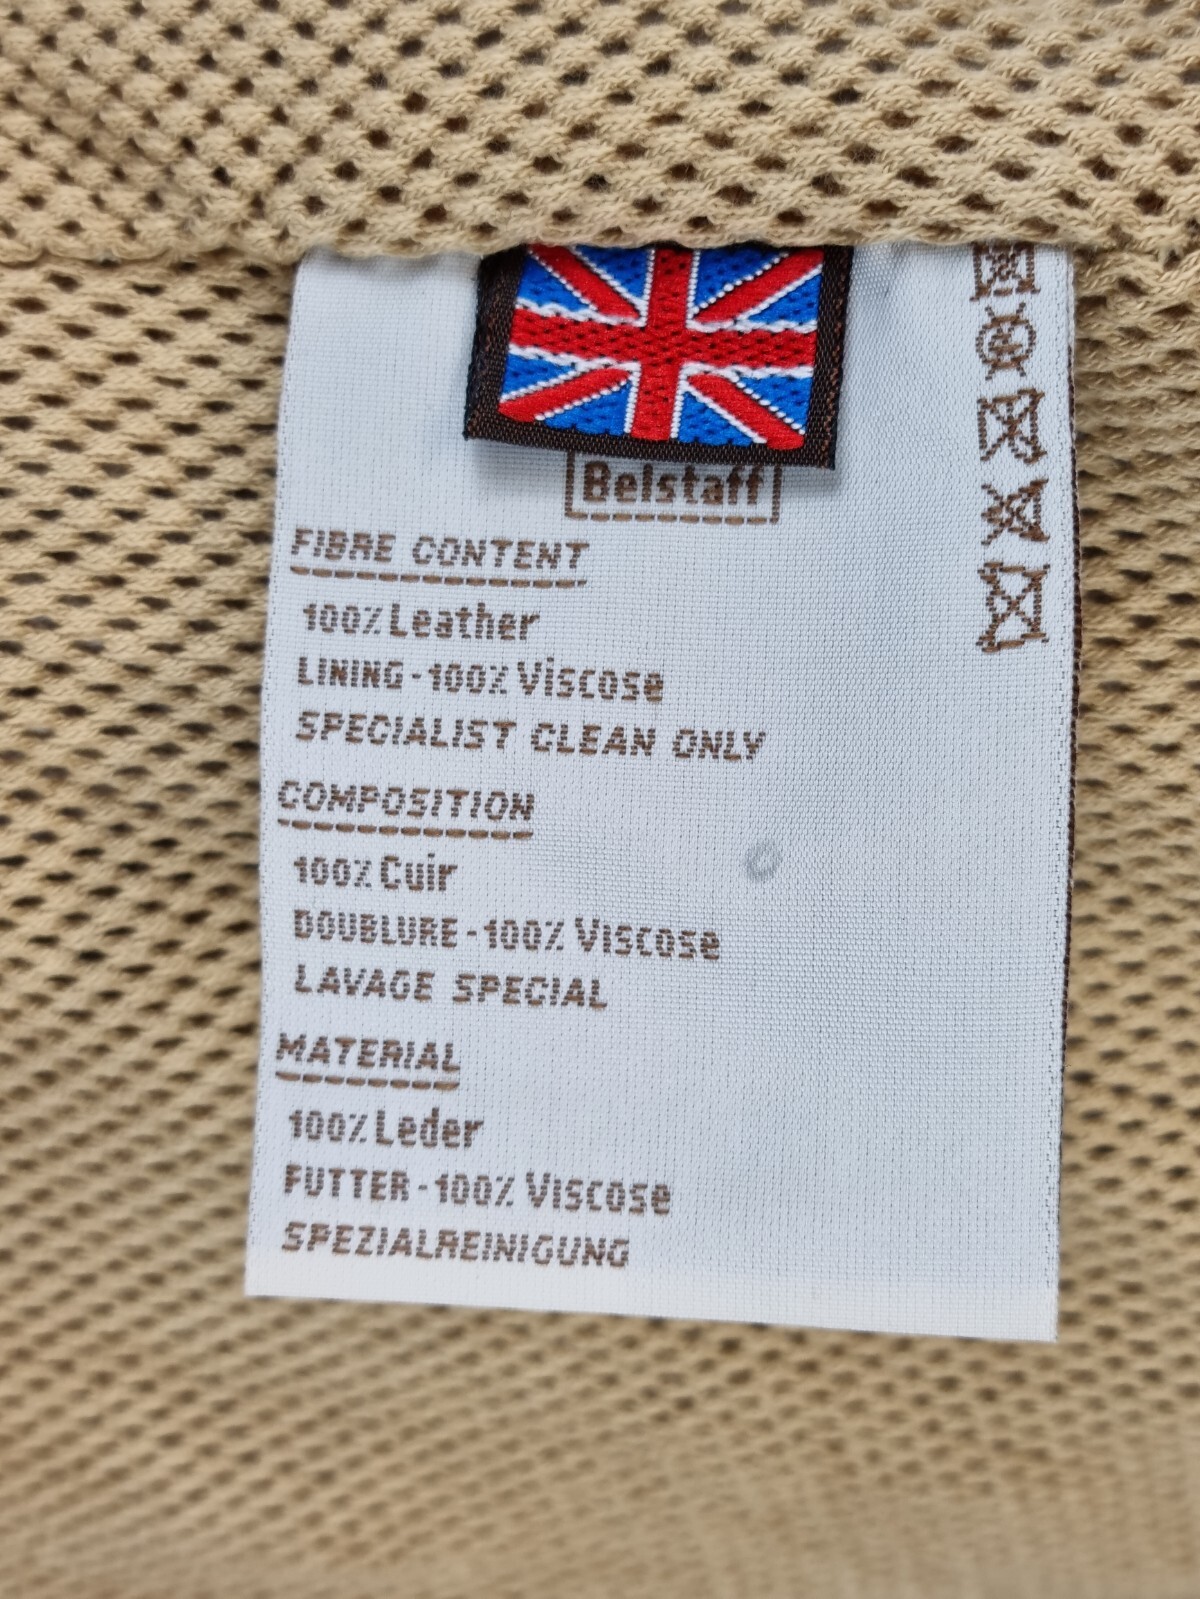 Belstaff
FIBRE CONTENT
100% Leather
LINING - 100% Viscose
SPECIALIST CLEAN ONLY
COMPOSITION
100% Cuir
DOUBLURE - 100% Viscose
LAVAGE SPECIAL
MATERIAL
100% Leder
FUTTER - 100% Viscose
SPEZIALREINIGUNG